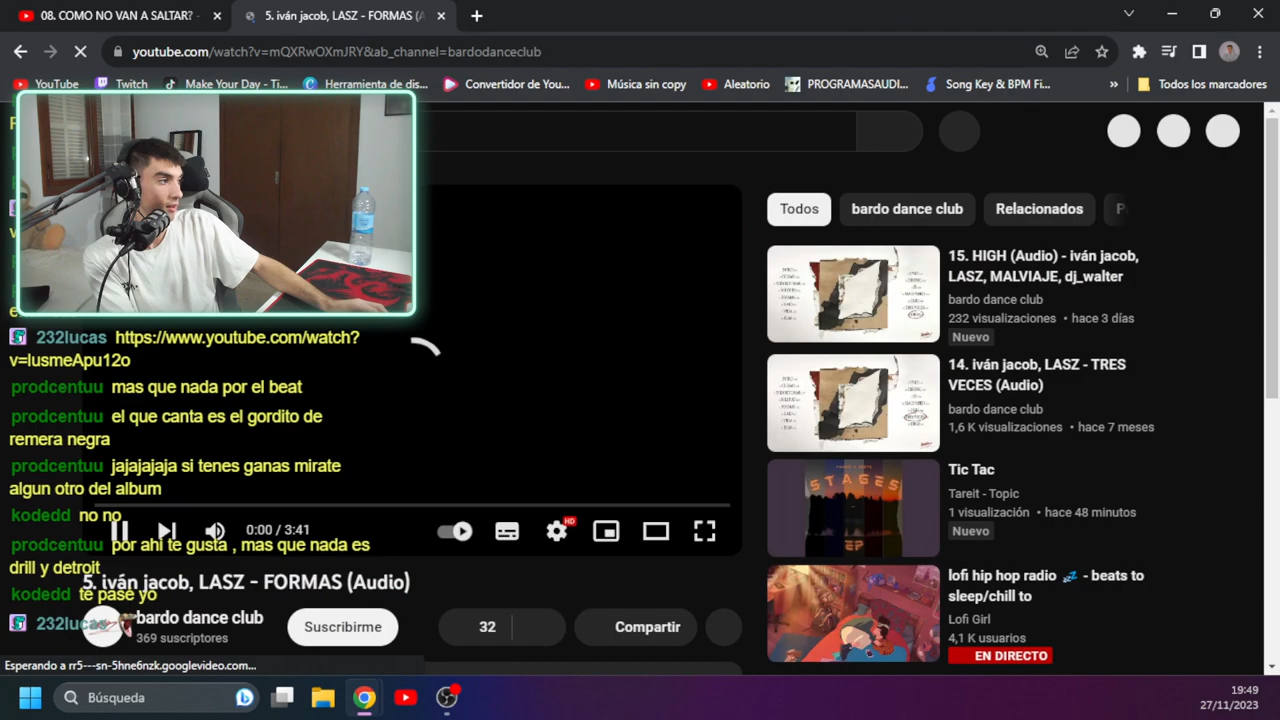 08. COMO NO VAN A SALTAR? -
5. iván jacob, LASZ - FORMAS (A
youtube.com/watch?v=mQXRwOXmJRY&ab_channel=bardodanceclub
YouTube
Twitch
Make Your Day - Ti...
Herramienta de dis...
Convertidor de You...
Música sin copy
Aleatorio
PROGRAMASAUDI...
Song Key & BPM Fi...
Todos los marcadores
232lucas https://www.youtube.com/watch?
v=lusmeApu12o
prodcentuu mas que nada por el beat
prodcentuu el que canta es el gordito de
remera negra
prodcentuu jajajajaja si tenes ganas mirate
algun otro del album
kodedd no no
prodcentuu por ahi te gusta , mas que nada es
drill y detroit
kodedd te pase yo
232lucas
0:00 / 3:41
HD
5. iván jacob, LASZ - FORMAS (Audio)
bardo dance club
369 suscriptores
Suscribirme
32
Compartir
Todos
bardo dance club
Relacionados
P
15. HIGH (Audio) - iván jacob,
LASZ, MALVIAJE, dj_walter
bardo dance club
232 visualizaciones • hace 3 días
Nuevo
14. iván jacob, LASZ - TRES
VECES (Audio)
bardo dance club
1,6 K visualizaciones • hace 7 meses
STAGES
EP
Tic Tac
Tareit - Topic
1 visualización • hace 48 minutos
Nuevo
lofi hip hop radio 💤 - beats to
sleep/chill to
Lofi Girl
4,1 K usuarios
EN DIRECTO
Esperando a rr5---sn-5hne6nzk.googlevideo.com...
Búsqueda
19:49
27/11/2023